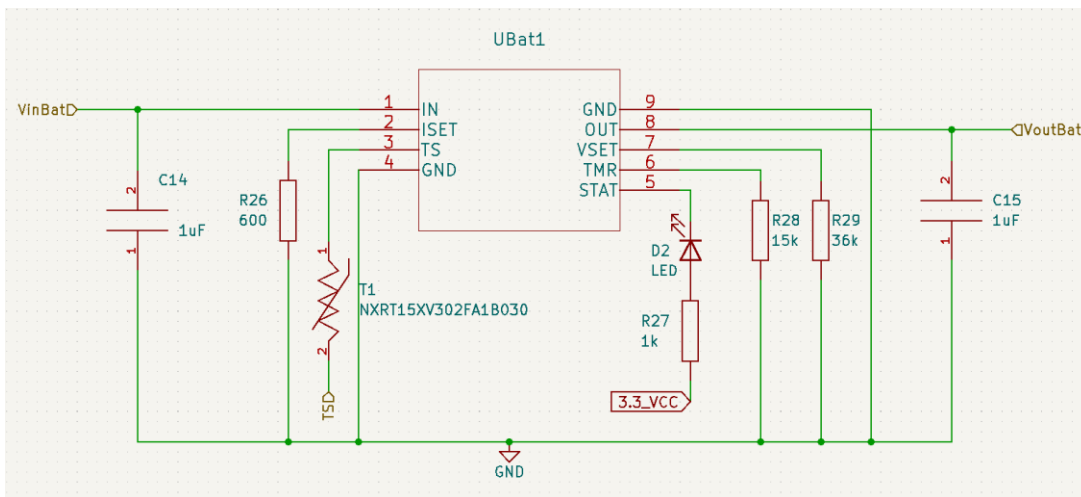 UBat1
VinBat
1
IN
2
ISET
3
TS
4
GND
GND
9
OUT
8
VSET
7
TMR
6
STAT
5
VoutBat
2
C14
1uF
1
R26
600
1
T1
NXRT15XV302FA1B030
2
TS
D2
LED
R27
1k
3.3_VCC
R28
15k
R29
36k
2
C15
1uF
1
GND